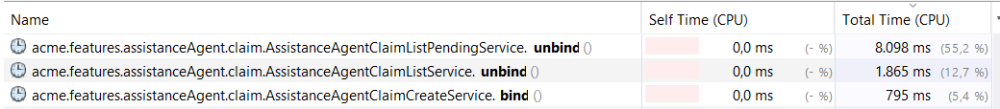 Name Self Time (CPU) Total Time (CPU)
acme.features.assistanceAgent.claim.AssistanceAgentClaimListPendingService. unbind () 0,0 ms (- %) 8.098 ms (55,2 %)
acme.features.assistanceAgent.claim.AssistanceAgentClaimListService. unbind () 0,0 ms (- %) 1.865 ms (12,7 %)
acme.features.assistanceAgent.claim.AssistanceAgentClaimCreateService. bind () 0,0 ms (- %) 795 ms (5,4 %)